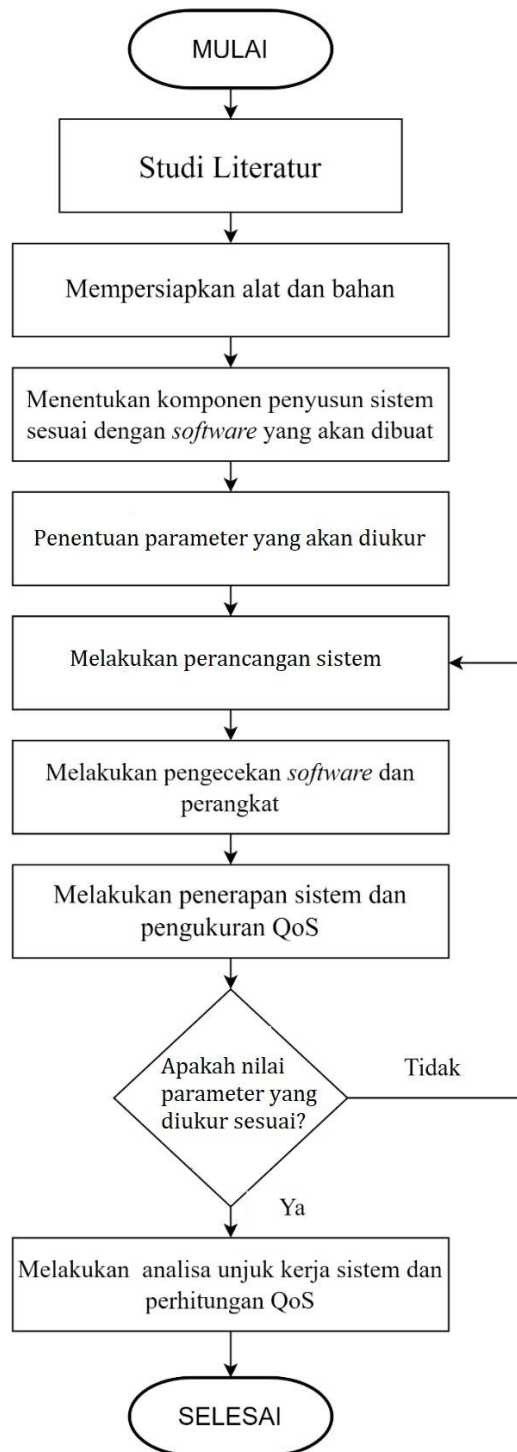 MULAI
Studi Literatur
Mempersiapkan alat dan bahan
Menentukan komponen penyusun sistem
sesuai dengan software yang akan dibuat
Penentuan parameter yang akan diukur
Melakukan perancangan sistem
Melakukan pengecekan software dan
perangkat
Melakukan penerapan sistem dan
pengukuran QoS
Apakah nilai
parameter yang
diukur sesuai?
Tidak
Ya
Melakukan analisa unjuk kerja sistem dan
perhitungan QoS
SELESAI